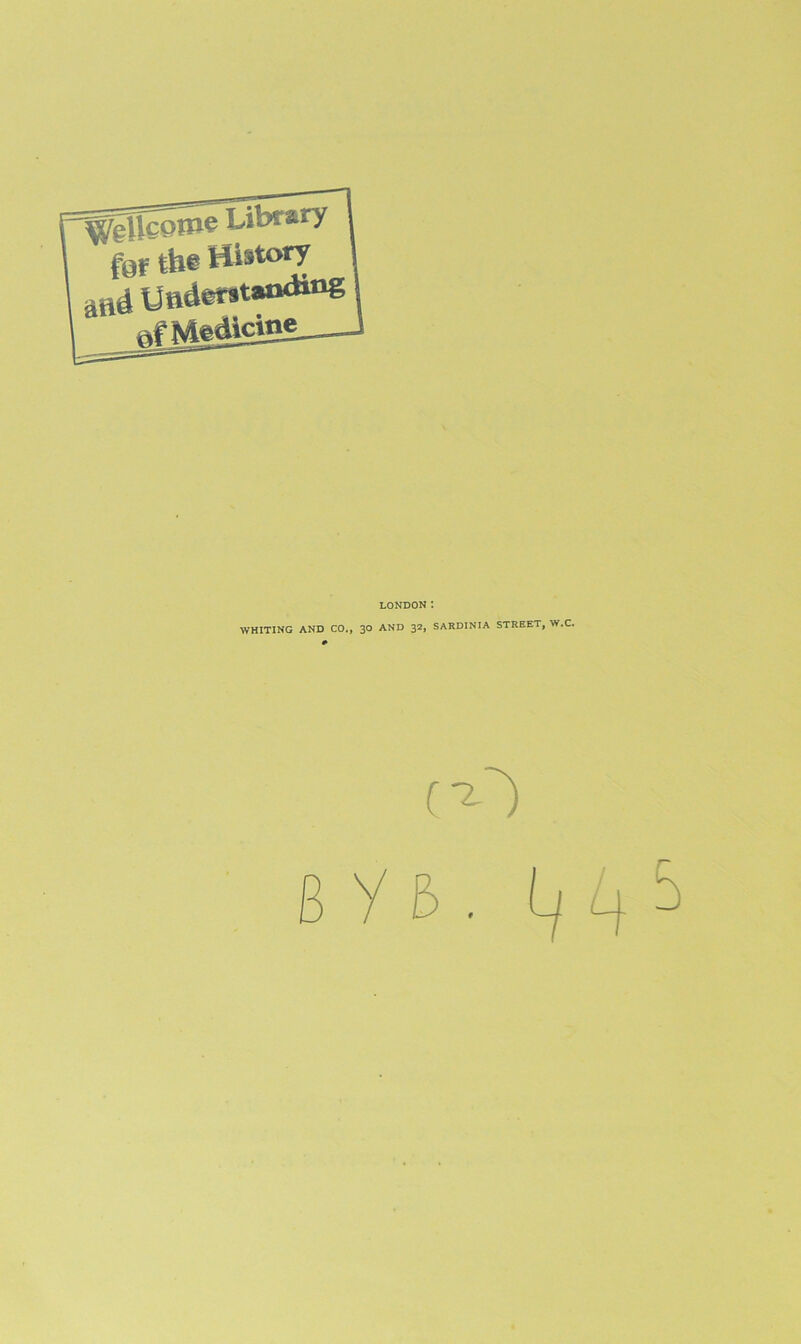 Wellcome Library
for the History
and Understanding
of Medicine
LONDON:
WHITING AND CO., 30 AND 32, SARDINIA STREET, W.C.
(2)
BYB. 445